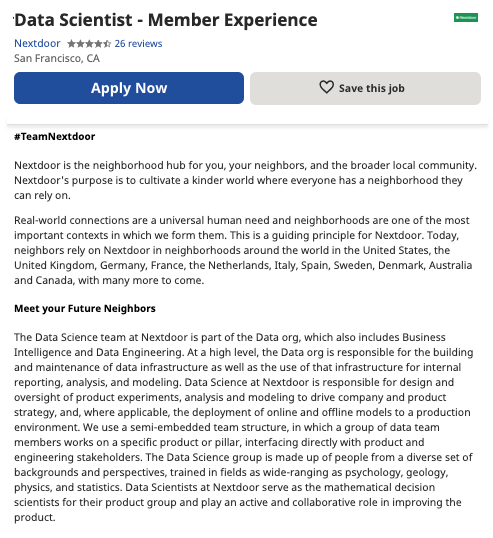 Data Scientist - Member Experience
Nextdoor
26 reviews
San Francisco, CA
Apply Now
Save this job
#TeamNextdoor
Nextdoor is the neighborhood hub for you, your neighbors, and the broader local community.
Nextdoor's purpose is to cultivate a kinder world where everyone has a neighborhood they
can rely on.
Real-world connections are a universal human need and neighborhoods are one of the most
important contexts in which we form them. This is a guiding principle for Nextdoor. Today,
neighbors rely on Nextdoor in neighborhoods around the world in the United States, the
United Kingdom, Germany, France, the Netherlands, Italy, Spain, Sweden, Denmark, Australia
and Canada, with many more to come.
Meet your Future Neighbors
The Data Science team at Nextdoor is part of the Data org, which also includes Business
Intelligence and Data Engineering. At a high level, the Data org is responsible for the building
and maintenance of data infrastructure as well as the use of that infrastructure for internal
reporting, analysis, and modeling. Data Science at Nextdoor is responsible for design and
oversight of product experiments, analysis and modeling to drive company and product
strategy, and, where applicable, the deployment of online and offline models to a production
environment. We use a semi-embedded team structure, in which a group of data team
members works on a specific product or pillar, interfacing directly with product and
engineering stakeholders. The Data Science group is made up of people from a diverse set of
backgrounds and perspectives, trained in fields as wide-ranging as psychology, geology,
physics, and statistics. Data Scientists at Nextdoor serve as the mathematical decision
scientists for their product group and play an active and collaborative role in improving the
product.